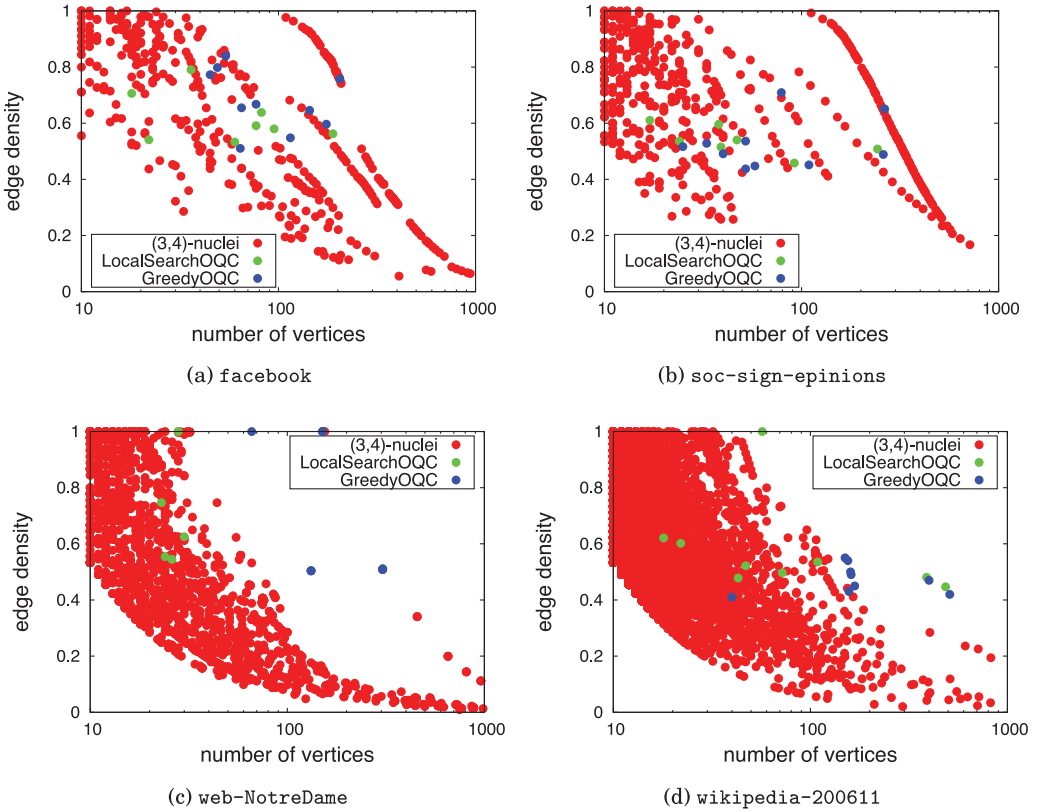 1
0.8
0.6
0.4
0.2
0
edge density
(3,4)-nuclei
LocalSearchOQC
GreedyOQC
10 100 1000
number of vertices
(a) facebook
1
0.8
0.6
0.4
0.2
0
edge density
(3,4)-nuclei
LocalSearchOQC
GreedyOQC
10 100 1000
number of vertices
(b) soc-sign-epinions
1
0.8
0.6
0.4
0.2
0
edge density
(3,4)-nuclei
LocalSearchOQC
GreedyOQC
10 100 1000
number of vertices
(c) web-NotreDame
1
0.8
0.6
0.4
0.2
0
edge density
(3,4)-nuclei
LocalSearchOQC
GreedyOQC
10 100 1000
number of vertices
(d) wikipedia-200611